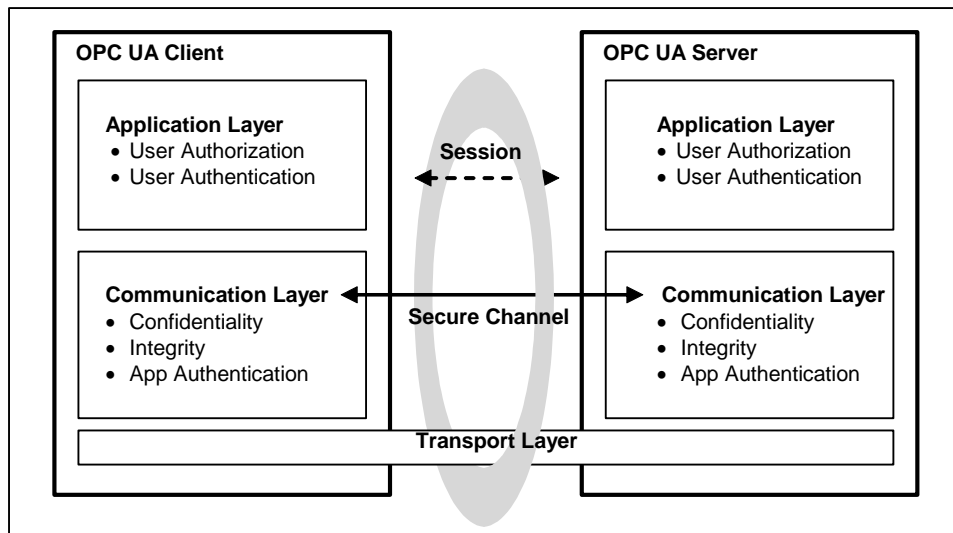 OPC UA Client
Application Layer
• User Authorization
• User Authentication
Communication Layer
• Confidentiality
• Integrity
• App Authentication
Session
Secure Channel
Transport Layer
OPC UA Server
Application Layer
• User Authorization
• User Authentication
Communication Layer
• Confidentiality
• Integrity
• App Authentication